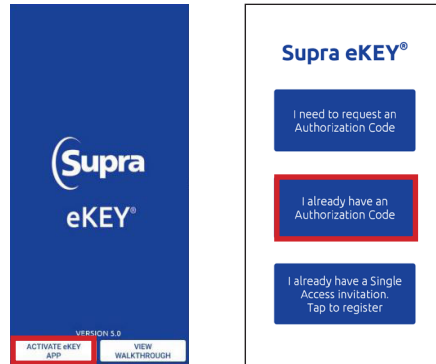 Supra
eKEY®
VERSION 5.0
ACTIVATE eKEY
APP
VIEW
WALKTHROUGH
Supra eKEY®
I need to request an
Authorization Code
I already have an
Authorization Code
I already have a Single
Access invitation.
Tap to register